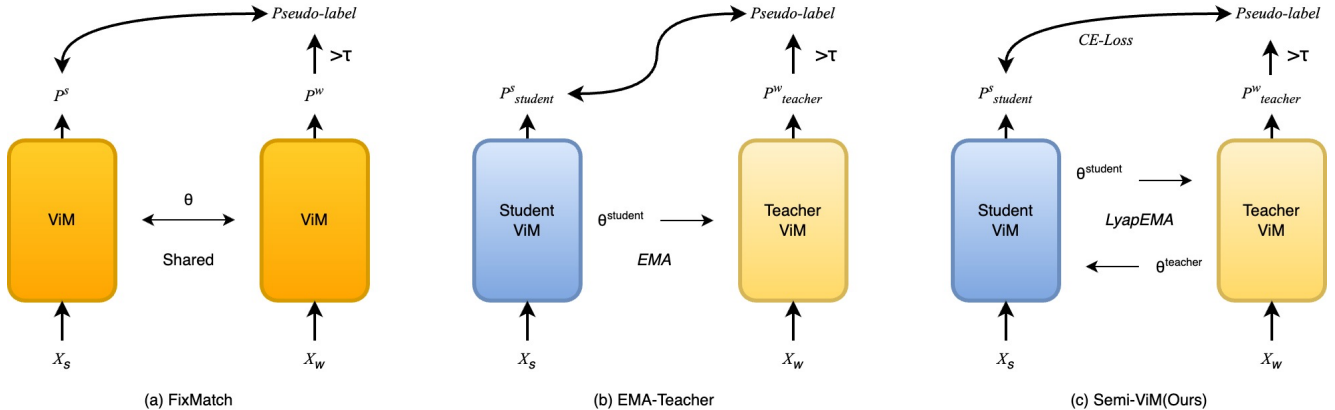 Pseudo-label
>τ
P^s
P^w
ViM
ViM
θ
Shared
X_s
X_w
(a) FixMatch
Pseudo-label
>τ
P^s_student
P^w_teacher
Student
ViM
θ^student
EMA
Teacher
ViM
X_s
X_w
(b) EMA-Teacher
Pseudo-label
CE-Loss
>τ
P^s_student
P^w_teacher
Student
ViM
θ^student
LyapEMA
θ^teacher
Teacher
ViM
X_s
X_w
(c) Semi-ViM(Ours)